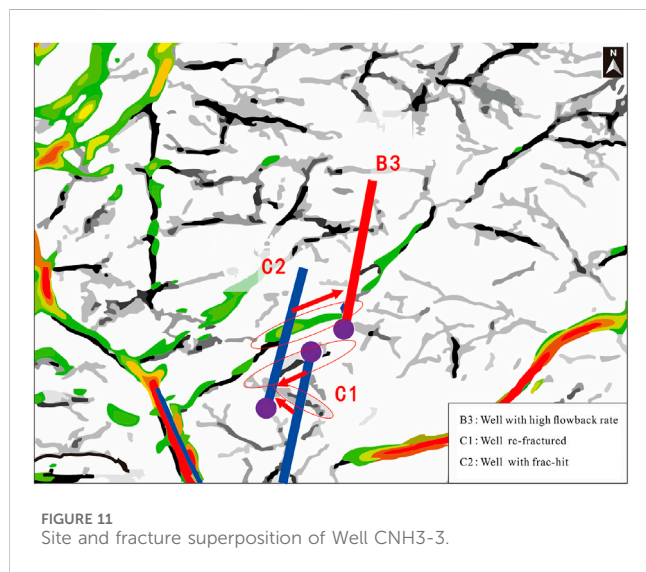 N
B3
C2
C1
B3: Well with high flowback rate
C1: Well re-fractured
C2: Well with frac-hit
FIGURE 11
Site and fracture superposition of Well CNH3-3.